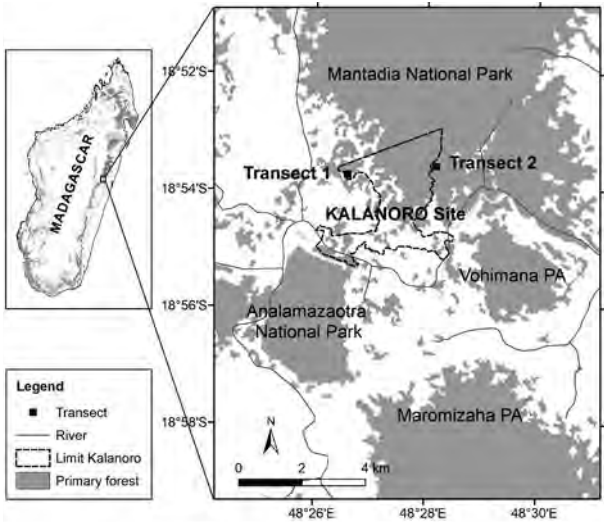 MADAGASCAR
Legend
Transect
River
Limit Kalanoro
Primary forest
18°52'S
18°54'S
18°56'S
18°58'S
Mantadia National Park
Transect 1
Transect 2
KALANORO Site
Vohimana PA
Analamazaotra
National Park
Maromizaha PA
N
0 2 4 km
48°26'E
48°28'E
48°30'E